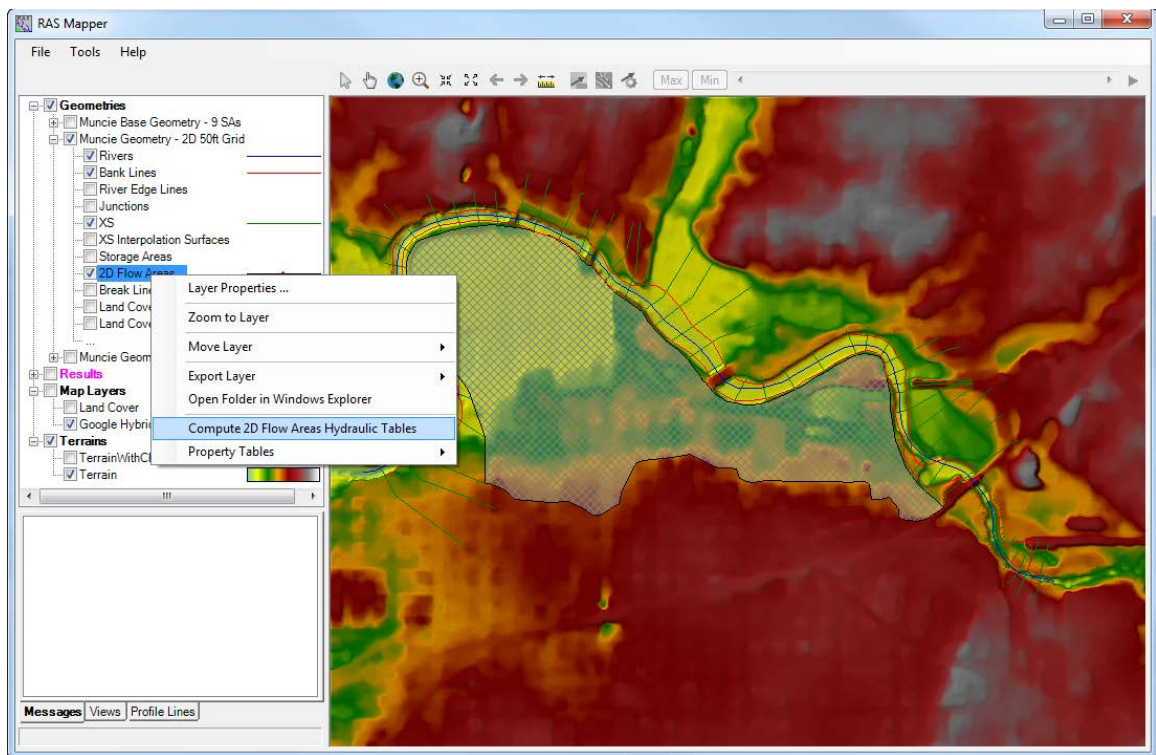 RAS Mapper
File Tools Help
Max Min
Geometries
Muncie Base Geometry - 9 SAs
Muncie Geometry - 2D 50ft Grid
Rivers
Bank Lines
River Edge Lines
Junctions
XS
XS Interpolation Surfaces
Storage Areas
2D Flow Areas
Break Line
Land Cove
Land Cove
...
Muncie Geom
Results
Map Layers
Land Cover
Google Hybri
Terrains
TerrainWithCh
Terrain
Layer Properties ...
Zoom to Layer
Move Layer
Export Layer
Open Folder in Windows Explorer
Compute 2D Flow Areas Hydraulic Tables
Property Tables
Messages Views Profile Lines